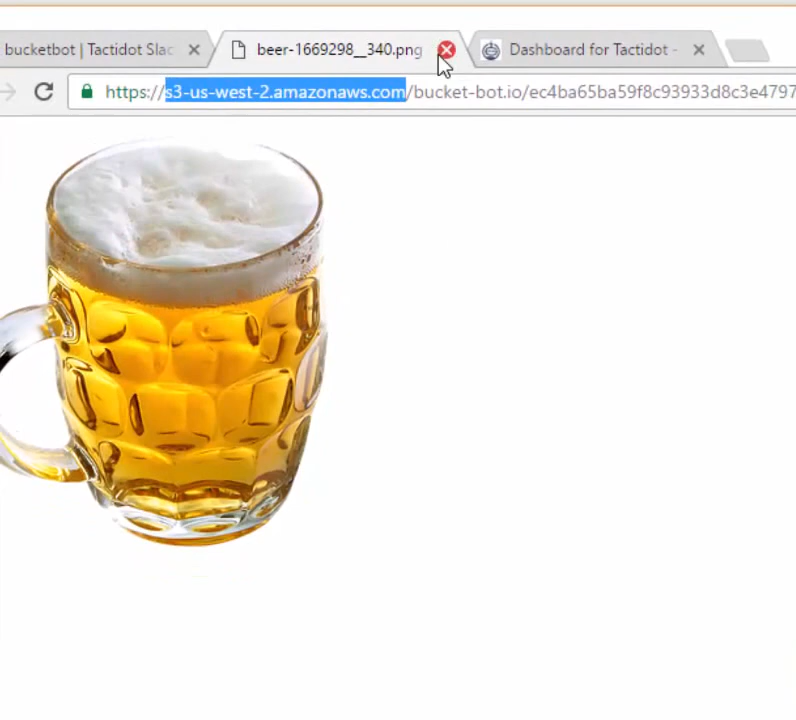 bucketbot | Tactidot Slac
beer-1669298__340.png
Dashboard for Tactidot -
https://s3-us-west-2.amazonaws.com/bucket-bot.io/ec4ba65ba59f8c93933d8c3e4797